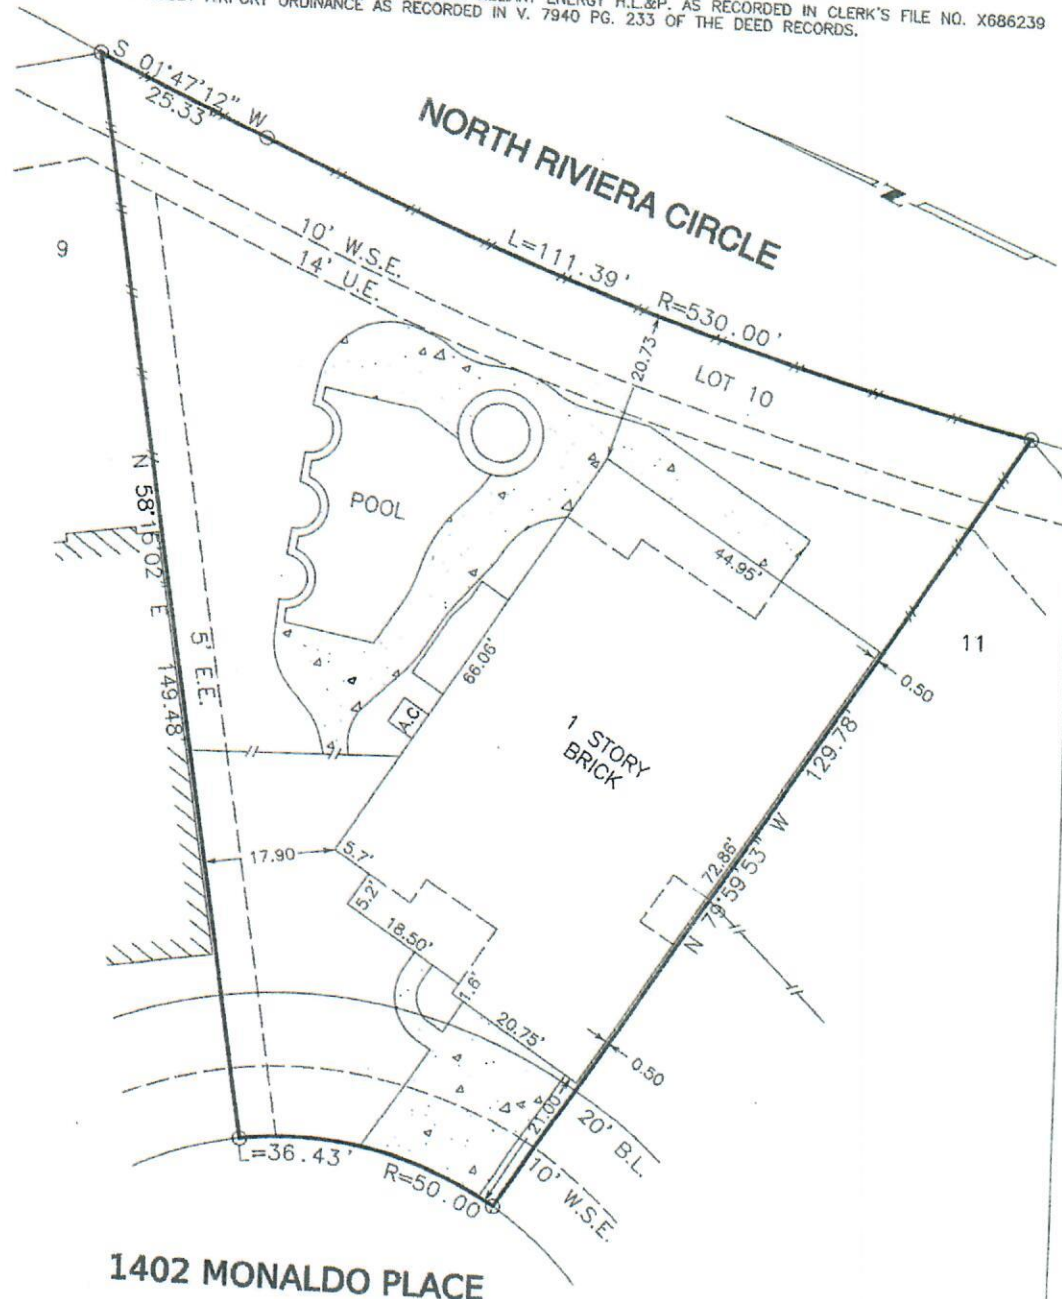 ENERGY H.L.&P. AS RECORDED IN CLERK'S FILE NO. X686239
AIRPORT ORDINANCE AS RECORDED IN V. 7940 PG. 233 OF THE DEED RECORDS.
S 01°47'12" W
25.33'
NORTH RIVIERA CIRCLE
N
9
10' W.S.E.
14' U.E.
L=111.39'
R=530.00'
20.73
LOT 10
POOL
N 58°15'02" E 149.48'
5' E.E.
44.95'
11
0.50
66.06'
A.C
1 STORY
BRICK
129.78'
N 79°59'53" W
72.86'
17.90
5.7'
5.2'
18.50'
1.6'
20.75'
0.50
21.00
20' B.L.
10' W.S.E.
L=36.43'
R=50.00
1402 MONALDO PLACE